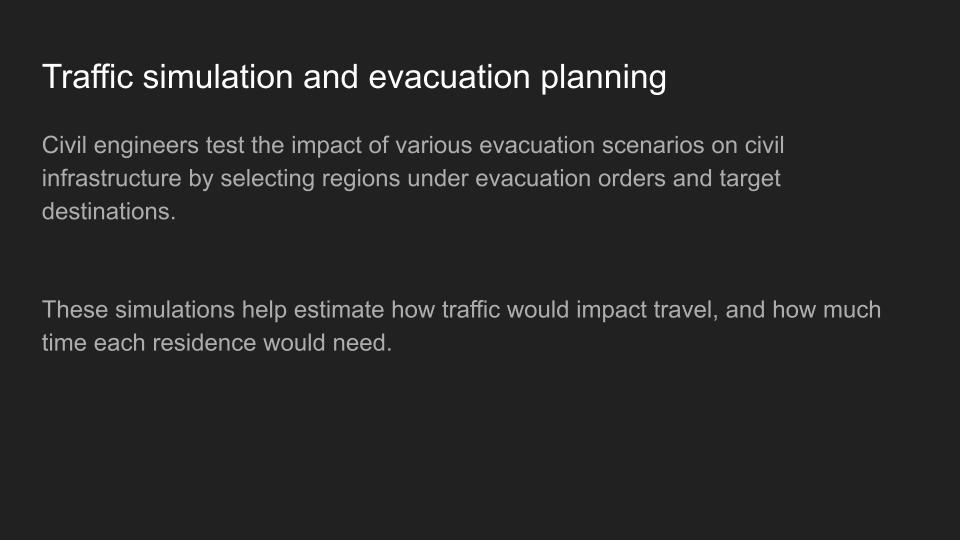 Traffic simulation and evacuation planning
Civil engineers test the impact of various evacuation scenarios on civil
infrastructure by selecting regions under evacuation orders and target
destinations.
These simulations help estimate how traffic would impact travel, and how much
time each residence would need.